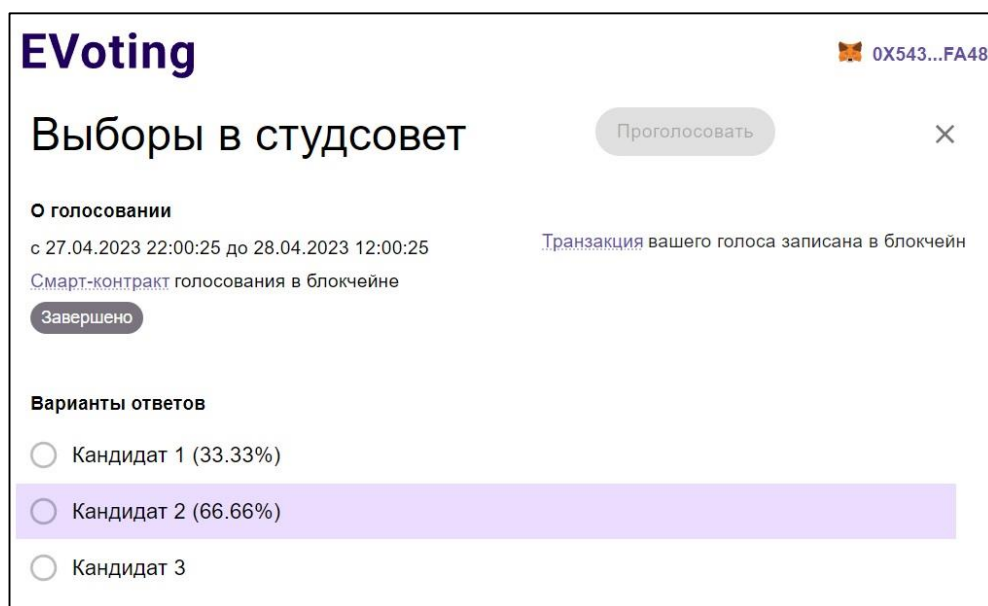 EVoting
0X543...FA48
Выборы в студсовет
Проголосовать
О голосовании
с 27.04.2023 22:00:25 до 28.04.2023 12:00:25
Транзакция вашего голоса записана в блокчейн
Смарт-контракт голосования в блокчейне
Завершено
Варианты ответов
Кандидат 1 (33.33%)
Кандидат 2 (66.66%)
Кандидат 3